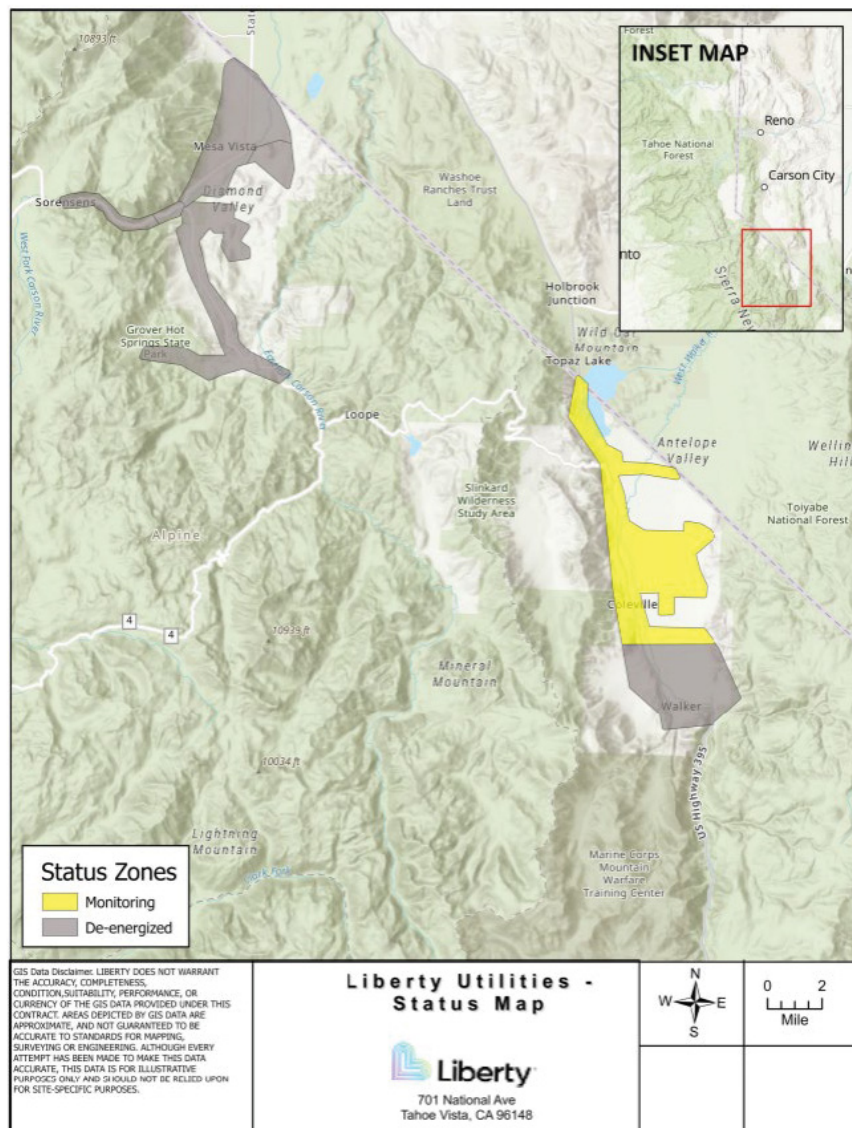 10893 ft
State
Mesa Vista
Sorensens
Diamond
Valley
West Fork Carson River
Grover Hot
Springs State
Park
Carson River
Loope
Washoe
Ranches Trust
Land
Holbrook
Junction
Mountain
Topaz Lake
Antelope
Valley
Toiyabe
National Forest
Slinkard
Wilderness
Study Area
Alpine
4
4
10939 ft
Coleville
Mineral
Mountain
Walker
10034 ft
US Highway 395
Lightning
Mountain
Marine Corps
Mountain
Warfare
Training Center
INSET MAP
Forest
Reno
Tahoe National
Forest
Carson City
nto
Sierra Nev
Status Zones
Monitoring
De-energized
GIS Data Disclaimer: LIBERTY DOES NOT WARRANT
THE ACCURACY, COMPLETENESS,
CONDITION,SUITABILITY, PERFORMANCE, OR
CURRENCY OF THE GIS DATA PROVIDED UNDER THIS
CONTRACT. AREAS DEPICTED BY GIS DATA ARE
APPROXIMATE, AND NOT GUARANTEED TO BE
ACCURATE TO STANDARDS FOR MAPPING,
SURVEYING OR ENGINEERING. ALTHOUGH EVERY
ATTEMPT HAS BEEN MADE TO MAKE THIS DATA
ACCURATE, THIS DATA IS FOR ILLUSTRATIVE
PURPOSES ONLY AND SHOULD NOT BE RELIED UPON
FOR SITE-SPECIFIC PURPOSES.
Liberty Utilities -
Status Map
Liberty
701 National Ave
Tahoe Vista, CA 96148
N
W E
S
0 2
Mile